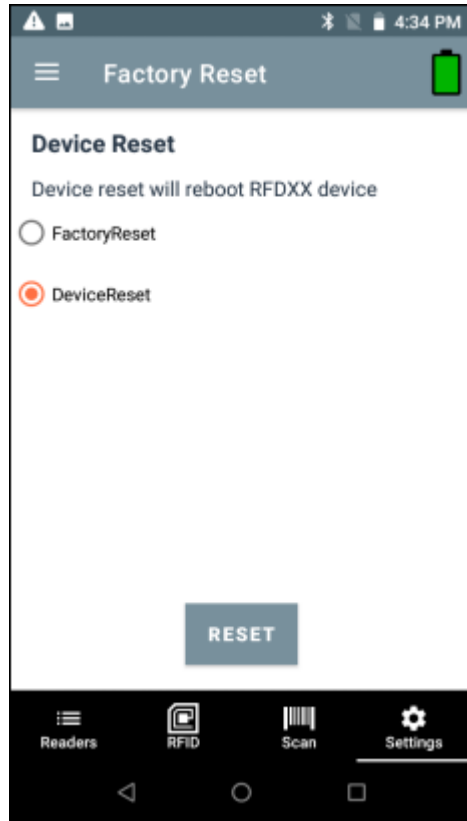 4:34 PM
Factory Reset
Device Reset
Device reset will reboot RFDXX device
FactoryReset
DeviceReset
RESET
Readers RFID Scan Settings